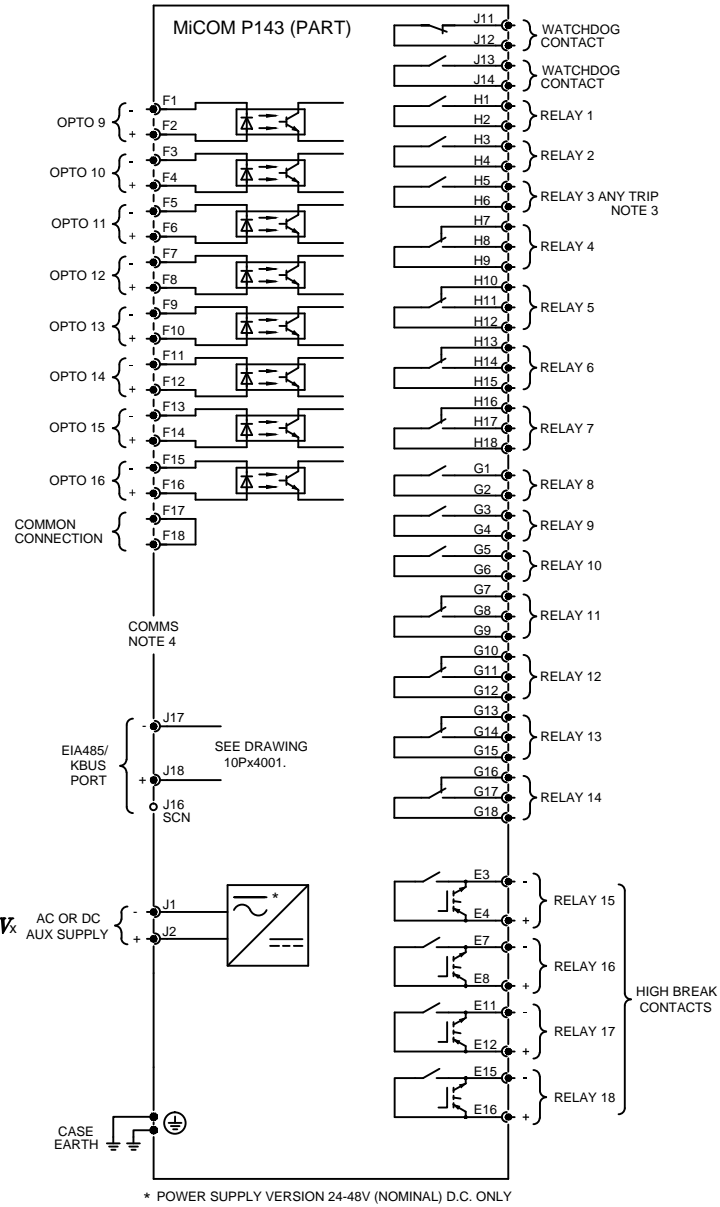 MiCOM P143 (PART)
OPTO 9
-
F1
+
F2
OPTO 10
-
F3
+
F4
OPTO 11
-
F5
+
F6
OPTO 12
-
F7
+
F8
OPTO 13
-
F9
+
F10
OPTO 14
-
F11
+
F12
OPTO 15
-
F13
+
F14
OPTO 16
-
F15
+
F16
COMMON
CONNECTION
F17
F18
COMMS
NOTE 4
EIA485/
KBUS
PORT
-
J17
+
J18
J16
SCN
SEE DRAWING
10Px4001.
Vx
AC OR DC
AUX SUPPLY
-
J1
+
J2
*
CASE
EARTH
J11
J12
WATCHDOG
CONTACT
J13
J14
WATCHDOG
CONTACT
H1
H2
RELAY 1
H3
H4
RELAY 2
H5
H6
RELAY 3 ANY TRIP
NOTE 3
H7
H8
H9
RELAY 4
H10
H11
H12
RELAY 5
H13
H14
H15
RELAY 6
H16
H17
H18
RELAY 7
G1
G2
RELAY 8
G3
G4
RELAY 9
G5
G6
RELAY 10
G7
G8
G9
RELAY 11
G10
G11
G12
RELAY 12
G13
G14
G15
RELAY 13
G16
G17
G18
RELAY 14
E3
-
E4
+
RELAY 15
E7
-
E8
+
RELAY 16
E11
-
E12
+
RELAY 17
E15
-
E16
+
RELAY 18
HIGH BREAK
CONTACTS
* POWER SUPPLY VERSION 24-48V (NOMINAL) D.C. ONLY